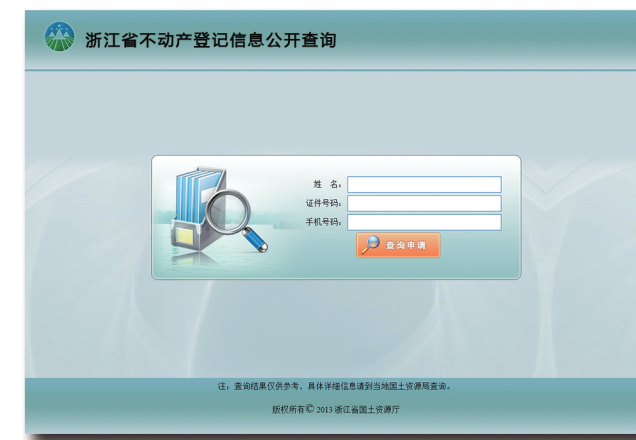 浙江省不动产登记信息公开查询
姓 名:
证件号码:
手机号码:
查询申请
注:查询结果仅供参考,具体详细信息请到当地国土资源局查询。
版权所有© 2013 浙江省国土资源厅